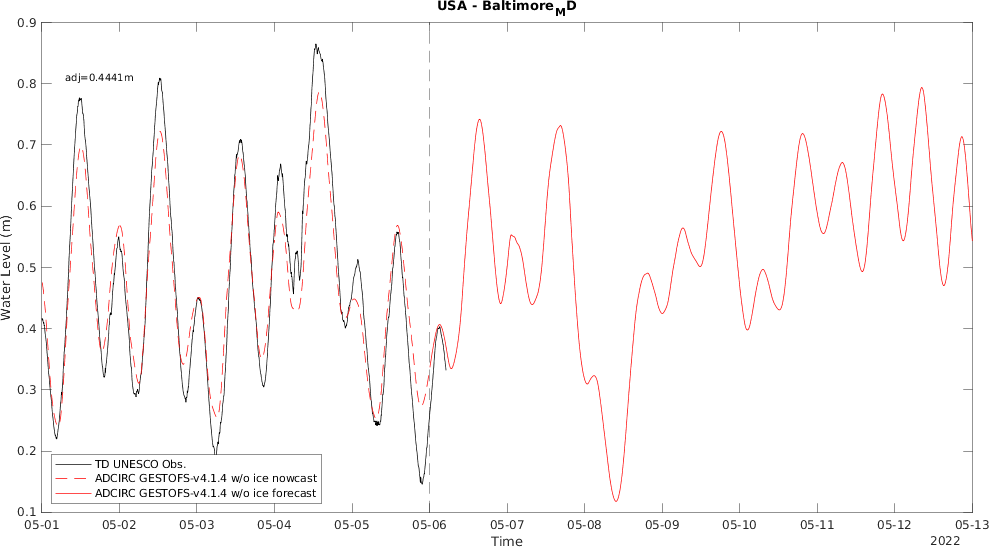 USA - Baltimore_MD
0.9
0.8
0.7
0.6
0.5
0.4
0.3
0.2
0.1
Water Level (m)
adj=0.4441m
TD UNESCO Obs.
ADCIRC GESTOFS-v4.1.4 w/o ice nowcast
ADCIRC GESTOFS-v4.1.4 w/o ice forecast
05-01 05-02 05-03 05-04 05-05 05-06 05-07 05-08 05-09 05-10 05-11 05-12 05-13
Time
2022